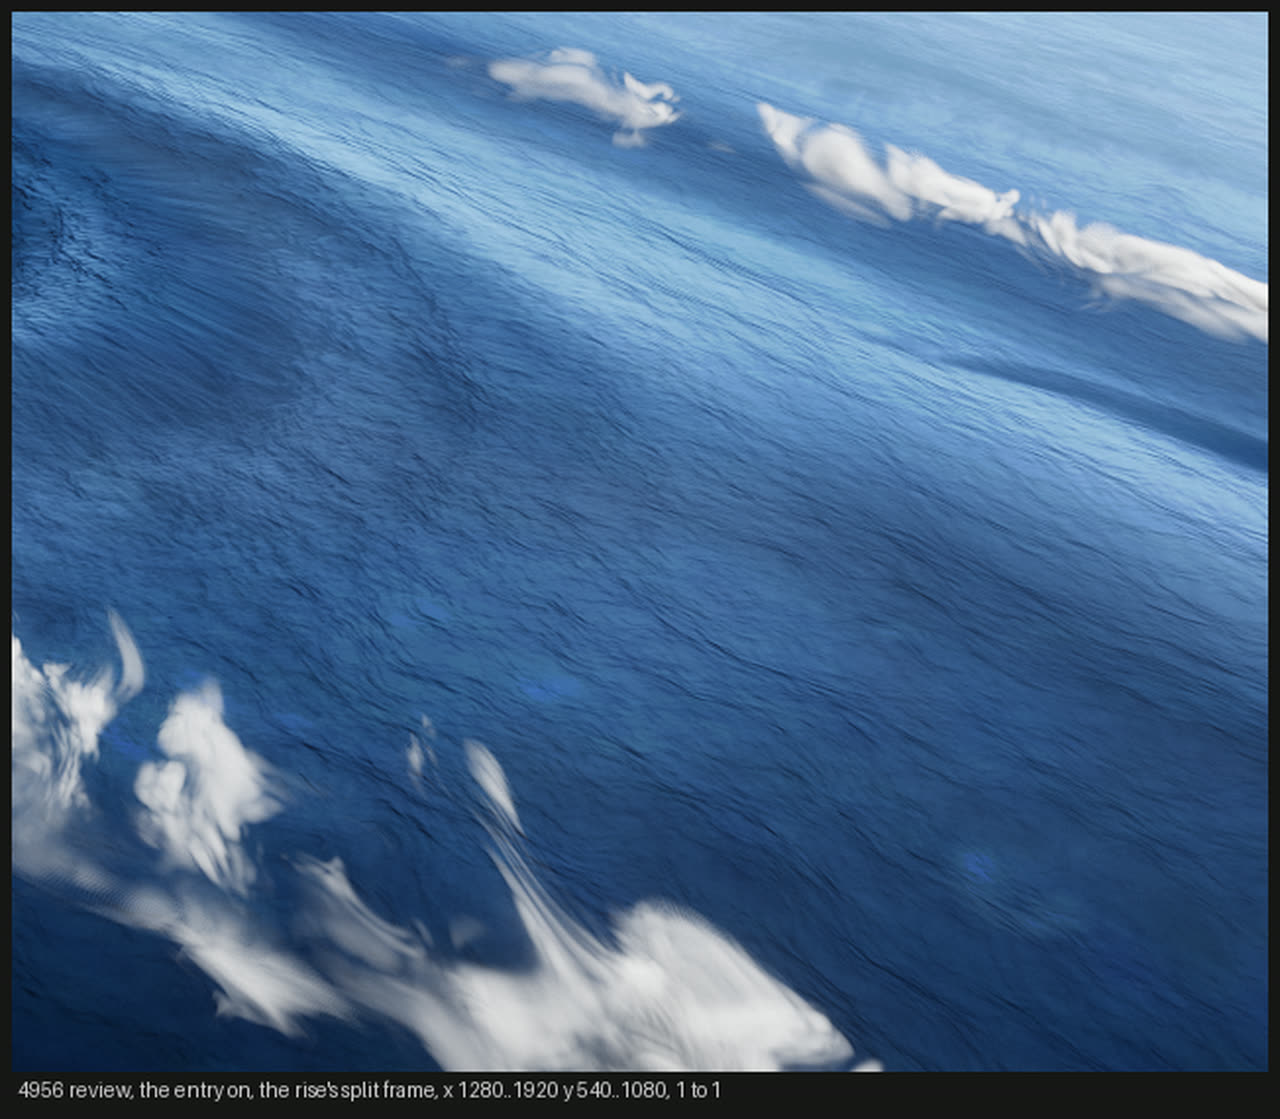 4956 review, the entry on, the rise's split frame, x 1280..1920 y 540..1080, 1 to 1